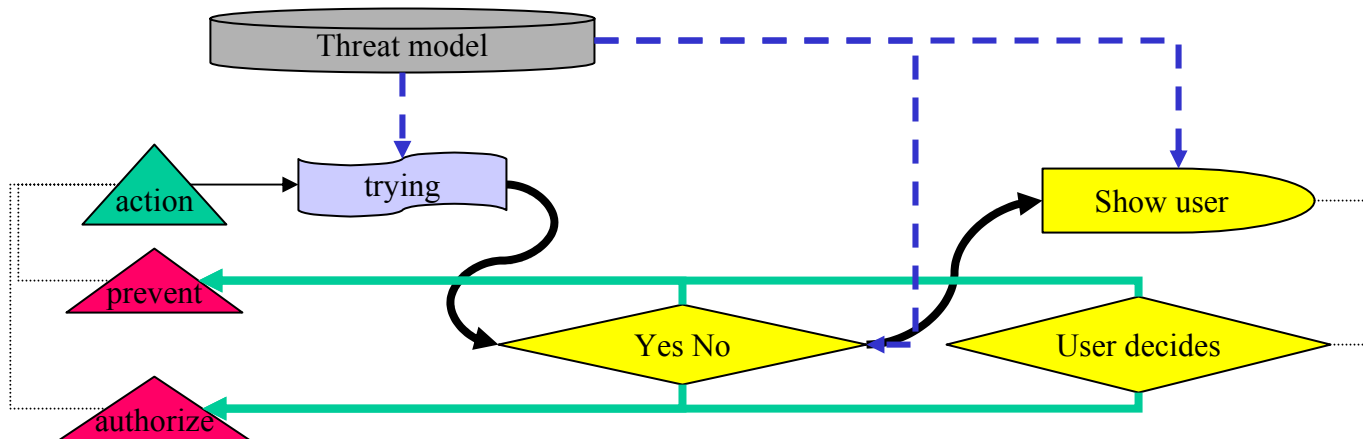 Threat model
trying
action
Show user
prevent
Yes No
User decides
authorize